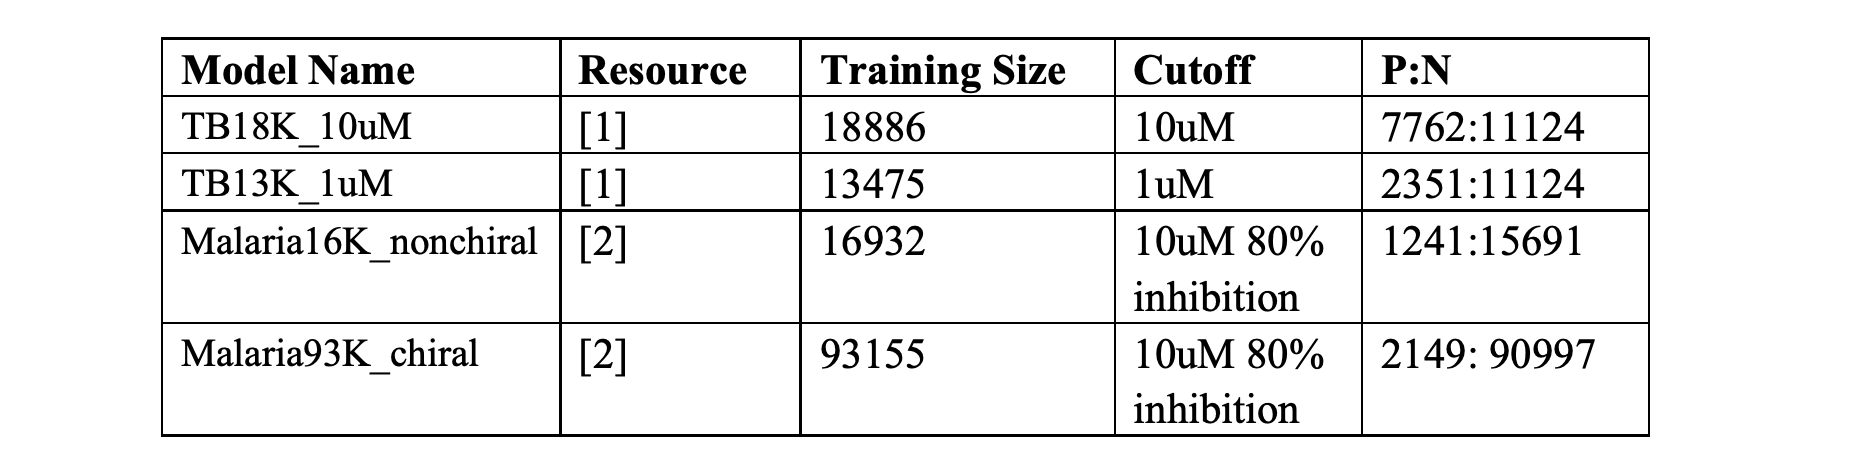 Model Name Resource Training Size Cutoff P:N
TB18K_10uM [1] 18886 10uM 7762:11124
TB13K_1uM [1] 13475 1uM 2351:11124
Malaria16K_nonchiral [2] 16932 10uM 80% 1241:15691
inhibition
Malaria93K_chiral [2] 93155 10uM 80% 2149: 90997
inhibition